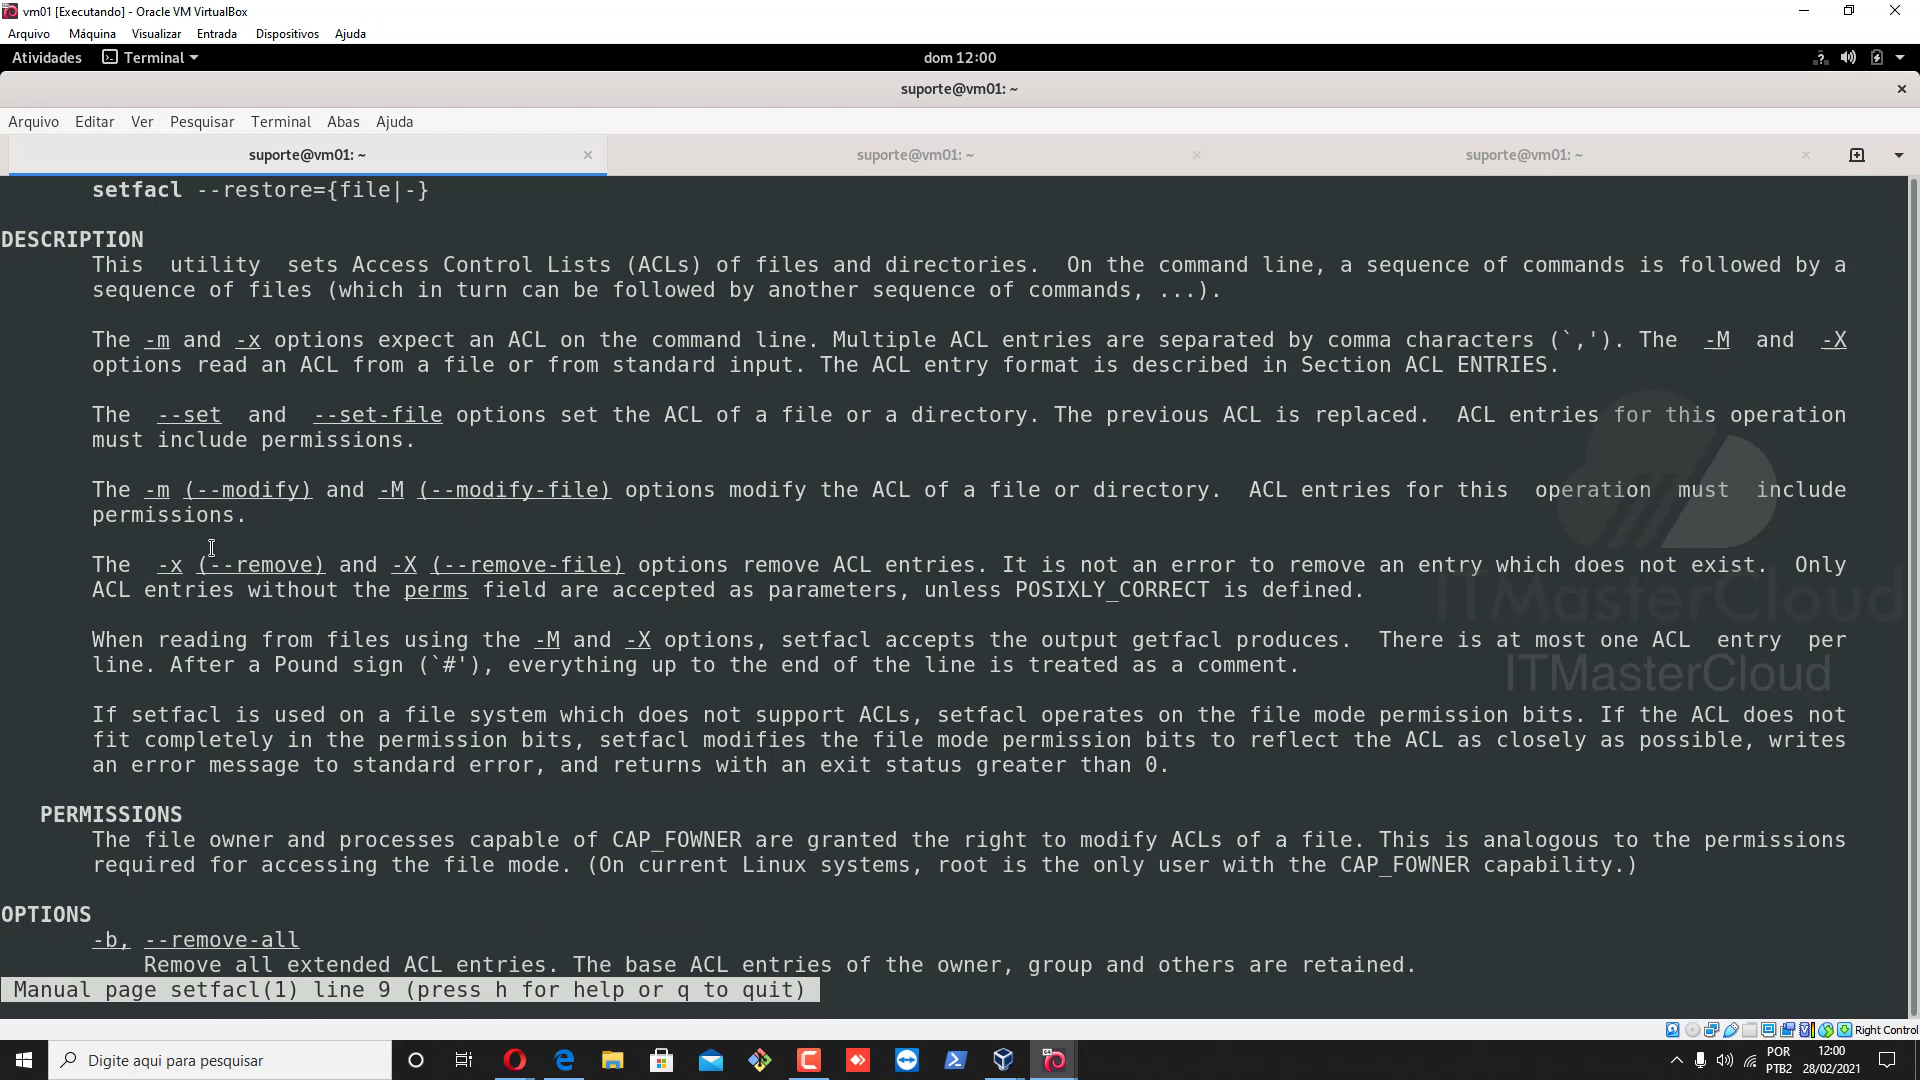 vm01 [Executando] - Oracle VM VirtualBox
Arquivo Máquina Visualizar Entrada Dispositivos Ajuda
Atividades Terminal dom 12:00
suporte@vm01: ~
Arquivo Editar Ver Pesquisar Terminal Abas Ajuda
suporte@vm01: ~ suporte@vm01: ~ suporte@vm01: ~
setfacl --restore={file|-}
DESCRIPTION
This utility sets Access Control Lists (ACLs) of files and directories. On the command line, a sequence of commands is followed by a
sequence of files (which in turn can be followed by another sequence of commands, ...).
The -m and -x options expect an ACL on the command line. Multiple ACL entries are separated by comma characters (`,'). The -M and -X
options read an ACL from a file or from standard input. The ACL entry format is described in Section ACL ENTRIES.
The --set and --set-file options set the ACL of a file or a directory. The previous ACL is replaced. ACL entries for this operation
must include permissions.
The -m (--modify) and -M (--modify-file) options modify the ACL of a file or directory. ACL entries for this operation must include
permissions.
The -x (--remove) and -X (--remove-file) options remove ACL entries. It is not an error to remove an entry which does not exist. Only
ACL entries without the perms field are accepted as parameters, unless POSIXLY_CORRECT is defined.
ITMasterCloud
When reading from files using the -M and -X options, setfacl accepts the output getfacl produces. There is at most one ACL entry per
line. After a Pound sign (`#'), everything up to the end of the line is treated as a comment.
ITMasterCloud
If setfacl is used on a file system which does not support ACLs, setfacl operates on the file mode permission bits. If the ACL does not
fit completely in the permission bits, setfacl modifies the file mode permission bits to reflect the ACL as closely as possible, writes
an error message to standard error, and returns with an exit status greater than 0.
PERMISSIONS
The file owner and processes capable of CAP_FOWNER are granted the right to modify ACLs of a file. This is analogous to the permissions
required for accessing the file mode. (On current Linux systems, root is the only user with the CAP_FOWNER capability.)
OPTIONS
-b, --remove-all
Remove all extended ACL entries. The base ACL entries of the owner, group and others are retained.
Manual page setfacl(1) line 9 (press h for help or q to quit)
Right Control
Digite aqui para pesquisar
POR
PTB2
12:00
28/02/2021